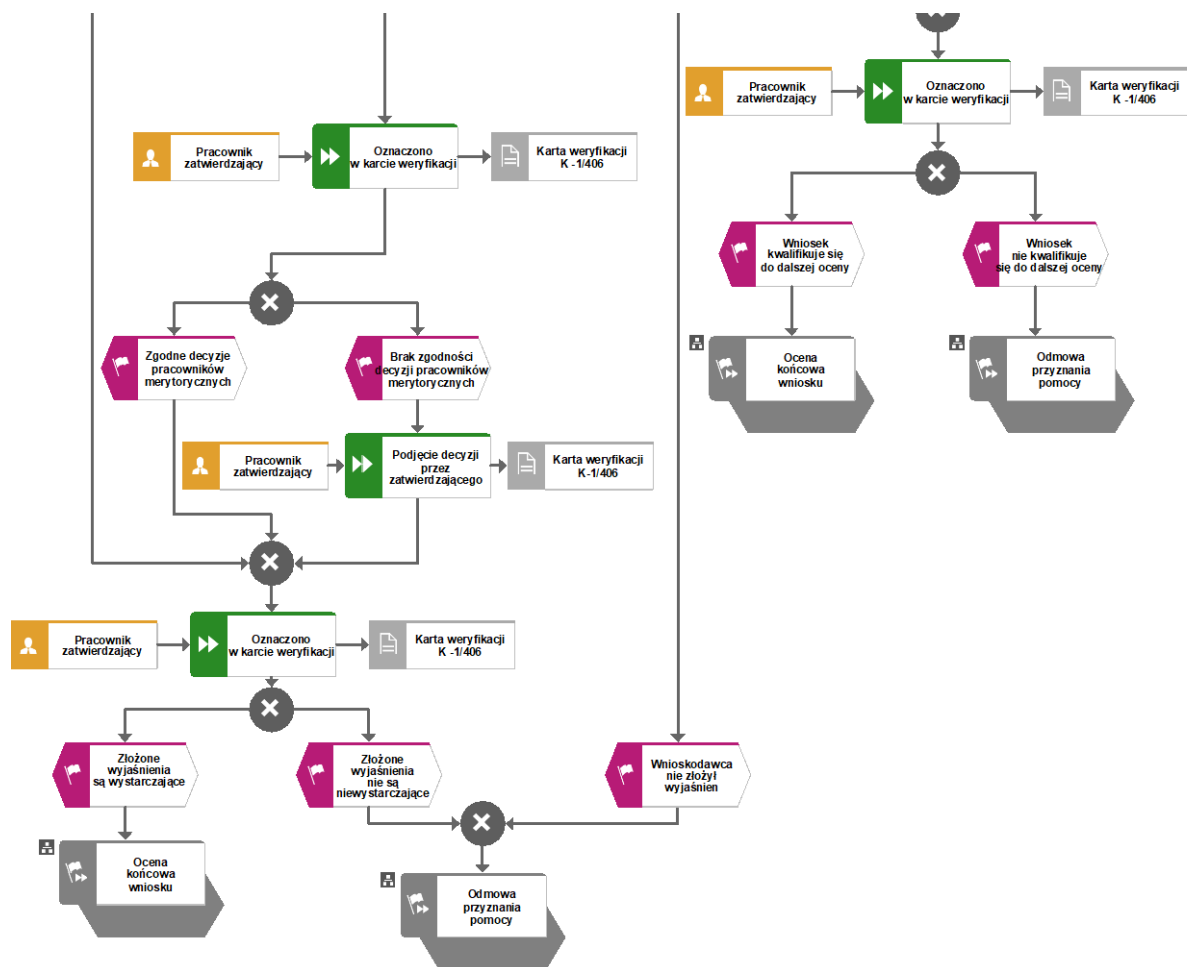 Pracownik
zatwierdzający
Oznaczono
w karcie weryfikacji
Karta weryfikacji
K -1/406
Pracownik
zatwierdzający
Oznaczono
w karcie weryfikacji
Karta weryfikacji
K -1/406
Wniosek
kwalifikuje się
do dalszej oceny
Wniosek
nie kwalifikuje
się do dalszej oceny
Zgodne decyzje
pracowników
merytorycznych
Brak zgodności
decyzji pracowników
merytorycznych
Ocena
końcowa
wniosku
Odmowa
przyznania
pomocy
Pracownik
zatwierdzający
Podjęcie decyzji
przez
zatwierdzającego
Karta weryfikacji
K-1/406
Pracownik
zatwierdzający
Oznaczono
w karcie weryfikacji
Karta weryfikacji
K -1/406
Złożone
wyjaśnienia
są wystarczające
Złożone
wyjaśnienia
nie są
niewystarczające
Wnioskodawca
nie złożył
wyjaśnien
Ocena
końcowa
wniosku
Odmowa
przyznania
pomocy